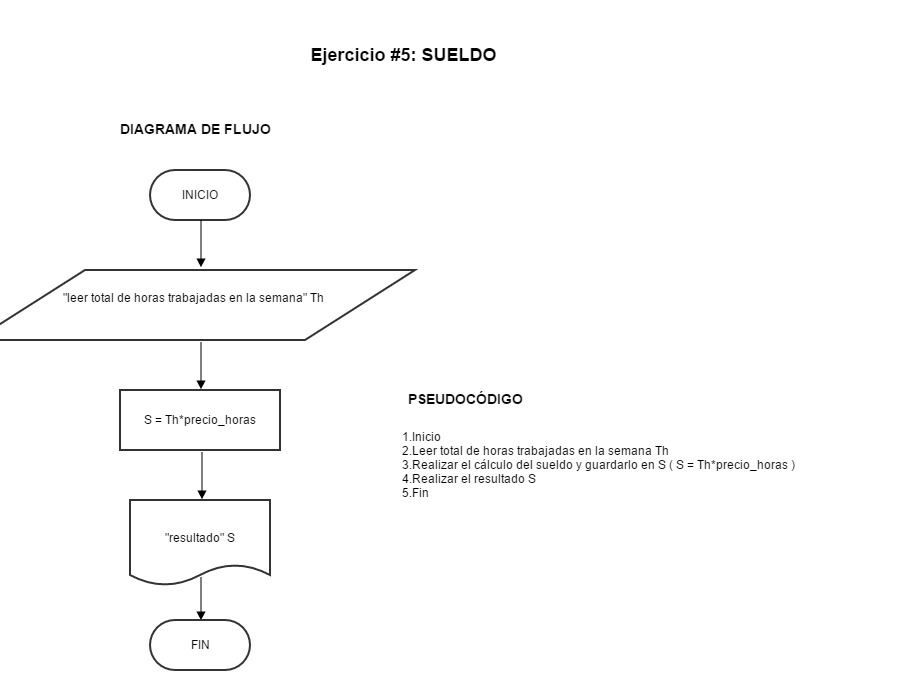 Ejercicio #5: SUELDO
DIAGRAMA DE FLUJO
INICIO
"leer total de horas trabajadas en la semana" Th
S = Th*precio_horas
"resultado" S
FIN
PSEUDOCÓDIGO
1.Inicio
2.Leer total de horas trabajadas en la semana Th
3.Realizar el cálculo del sueldo y guardarlo en S ( S = Th*precio_horas )
4.Realizar el resultado S
5.Fin